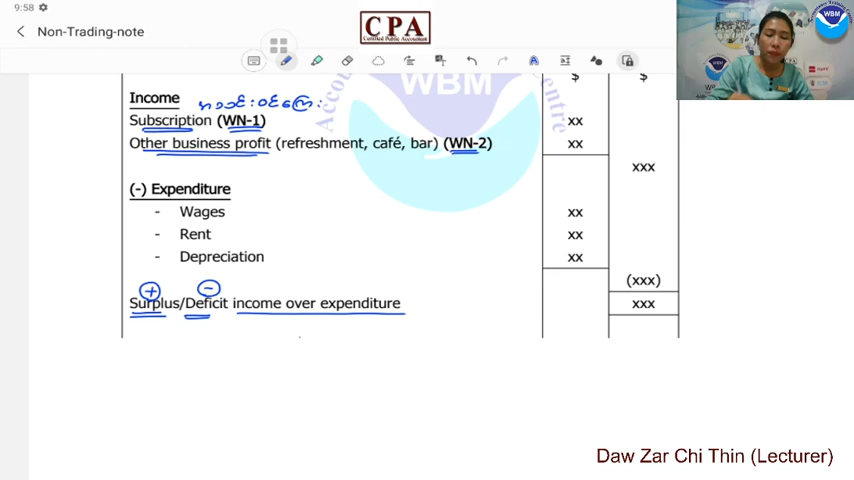 9:58
Non-Trading-note
CPA
Certified Public Accountant
WBM
$ $
Income
Subscription (WN-1) xx
Other business profit (refreshment, café, bar) (WN-2) xx
xxx
(-) Expenditure
- Wages xx
- Rent xx
- Depreciation xx
(xxx)
+ -
Surplus/Deficit income over expenditure xxx
WBM
Daw Zar Chi Thin (Lecturer)